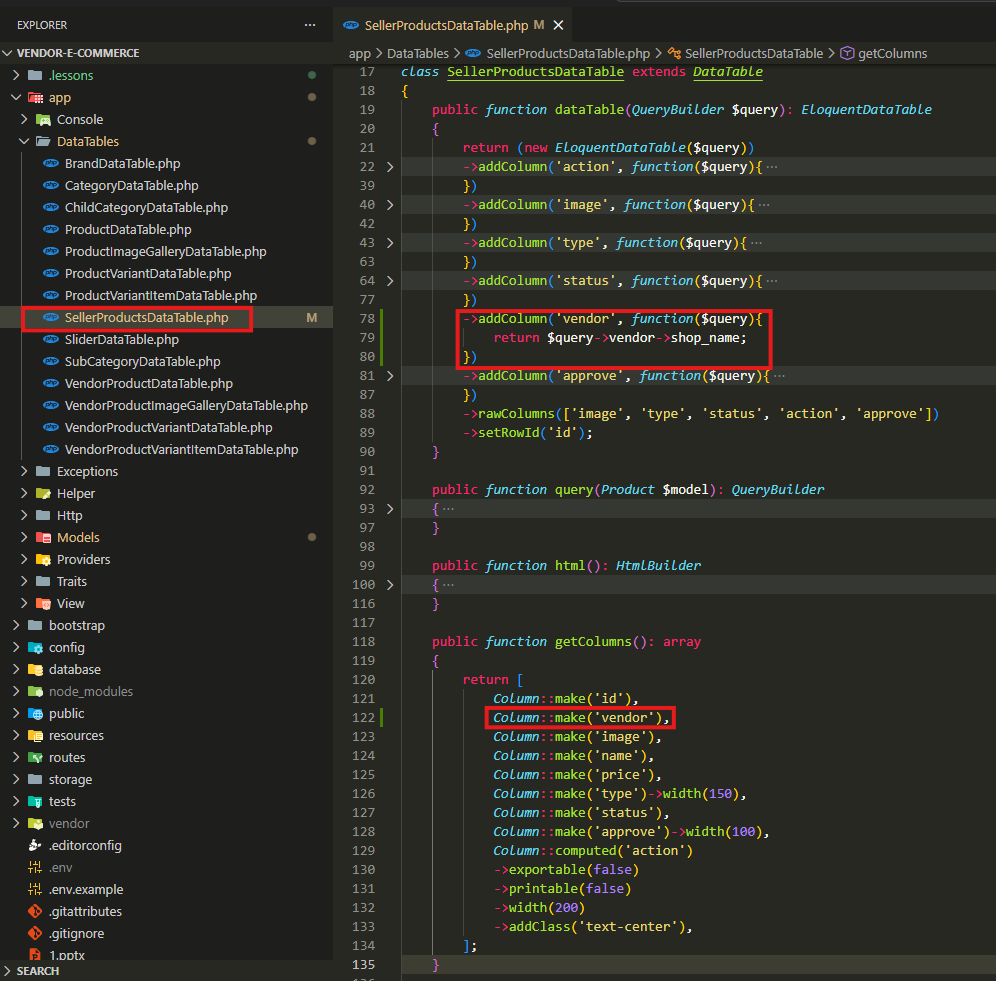 EXPLORER
VENDOR-E-COMMERCE
.lessons
app
Console
DataTables
BrandDataTable.php
CategoryDataTable.php
ChildCategoryDataTable.php
ProductDataTable.php
ProductImageGalleryDataTable.php
ProductVariantDataTable.php
ProductVariantItemDataTable.php
SellerProductsDataTable.php M
SliderDataTable.php
SubCategoryDataTable.php
VendorProductDataTable.php
VendorProductImageGalleryDataTable.php
VendorProductVariantDataTable.php
VendorProductVariantItemDataTable.php
Exceptions
Helper
Http
Models
Providers
Traits
View
bootstrap
config
database
node_modules
public
resources
routes
storage
tests
vendor
.editorconfig
.env
.env.example
.gitattributes
.gitignore
1.pptx
SEARCH
SellerProductsDataTable.php M
app > DataTables > SellerProductsDataTable.php > SellerProductsDataTable > getColumns
17 class SellerProductsDataTable extends DataTable
18 {
19 public function dataTable(QueryBuilder $query): EloquentDataTable
20 {
21 return (new EloquentDataTable($query))
22 ->addColumn('action', function($query){ ···
39 })
40 ->addColumn('image', function($query){ ···
42 })
43 ->addColumn('type', function($query){ ···
63 })
64 ->addColumn('status', function($query){ ···
77 })
78 ->addColumn('vendor', function($query){
79 return $query->vendor->shop_name;
80 })
81 ->addColumn('approve', function($query){ ···
87 })
88 ->rawColumns(['image', 'type', 'status', 'action', 'approve'])
89 ->setRowId('id');
90 }
91
92 public function query(Product $model): QueryBuilder
93 { ···
97 }
98
99 public function html(): HtmlBuilder
100 { ···
116 }
117
118 public function getColumns(): array
119 {
120 return [
121 Column::make('id'),
122 Column::make('vendor'),
123 Column::make('image'),
124 Column::make('name'),
125 Column::make('price'),
126 Column::make('type')->width(150),
127 Column::make('status'),
128 Column::make('approve')->width(100),
129 Column::computed('action')
130 ->exportable(false)
131 ->printable(false)
132 ->width(200)
133 ->addClass('text-center'),
134 ];
135 }